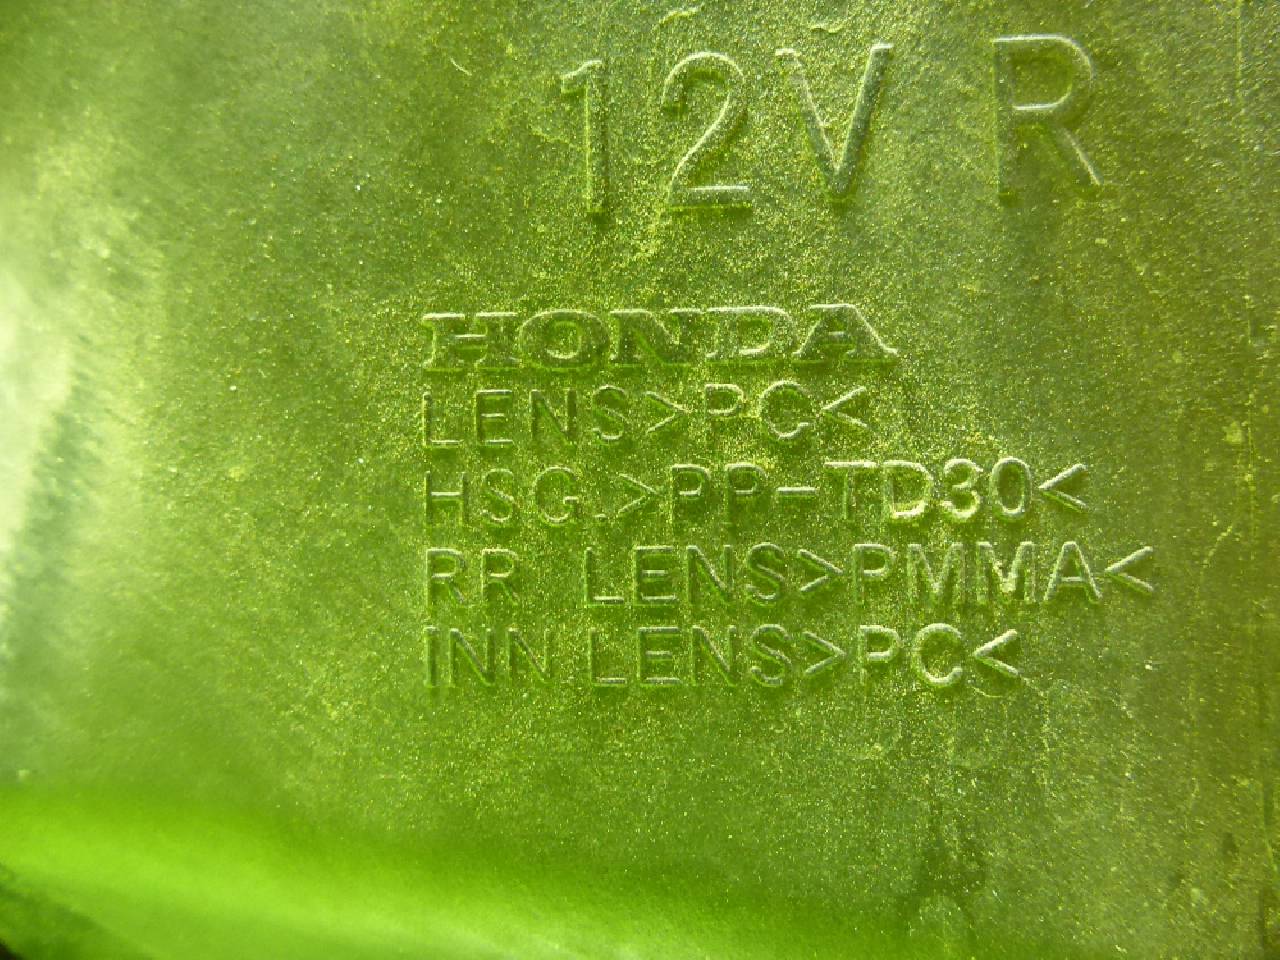 12V R
HONDA
LENS>PC<
HSG.>PP-TD30<
RR LENS>PMMA<
INN LENS>PC<